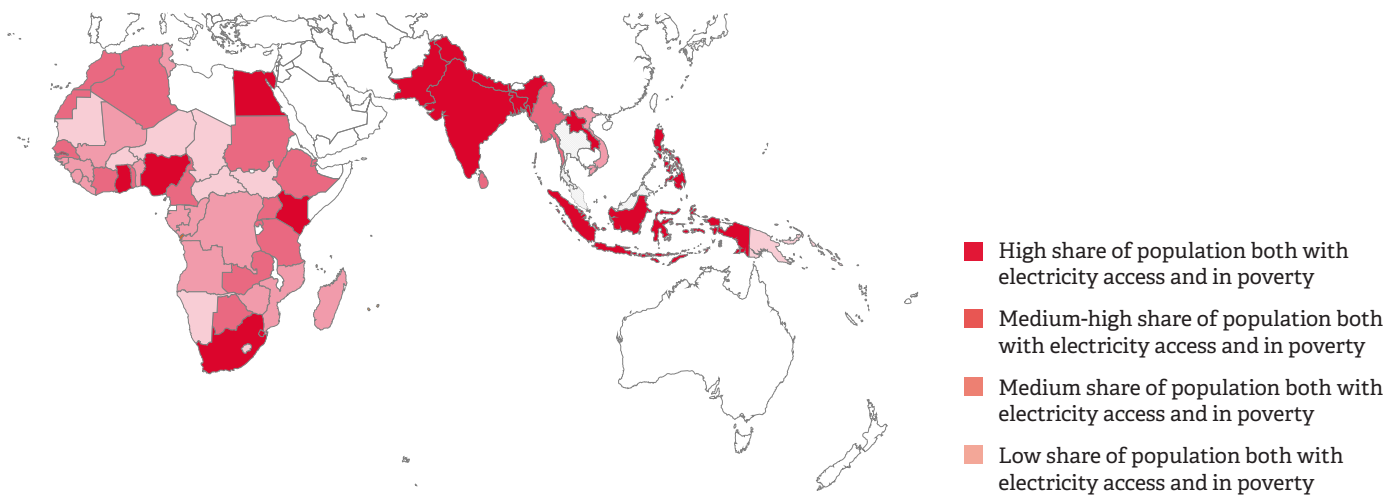 High share of population both with
electricity access and in poverty
Medium-high share of population both
with electricity access and in poverty
Medium share of population both with
electricity access and in poverty
Low share of population both with
electricity access and in poverty